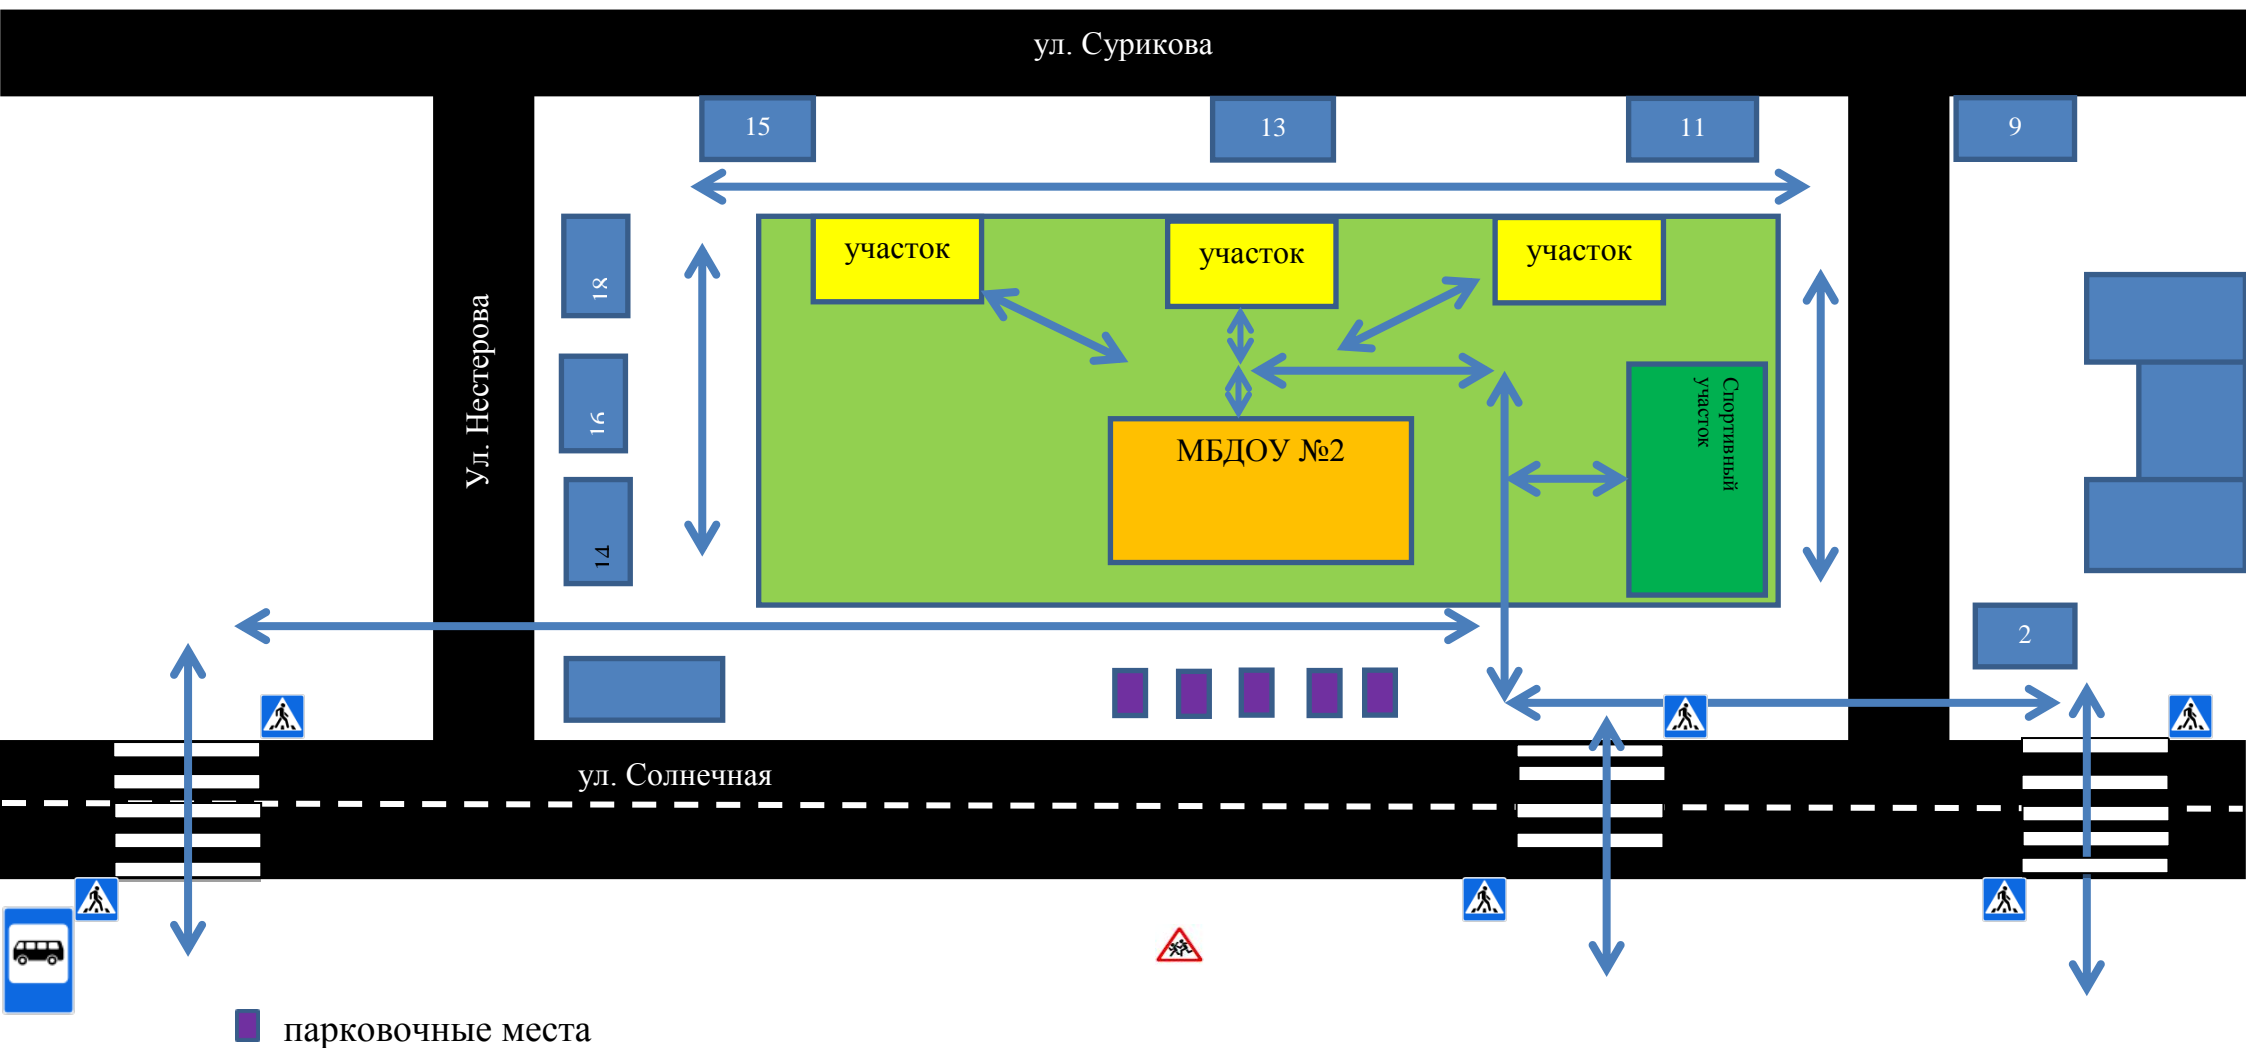 ул. Сурикова
15
13
11
9
участок
участок
участок
18
Ул. Нестерова
16
14
МБДОУ №2
Спортивный
участок
2
ул. Солнечная
парковочные места